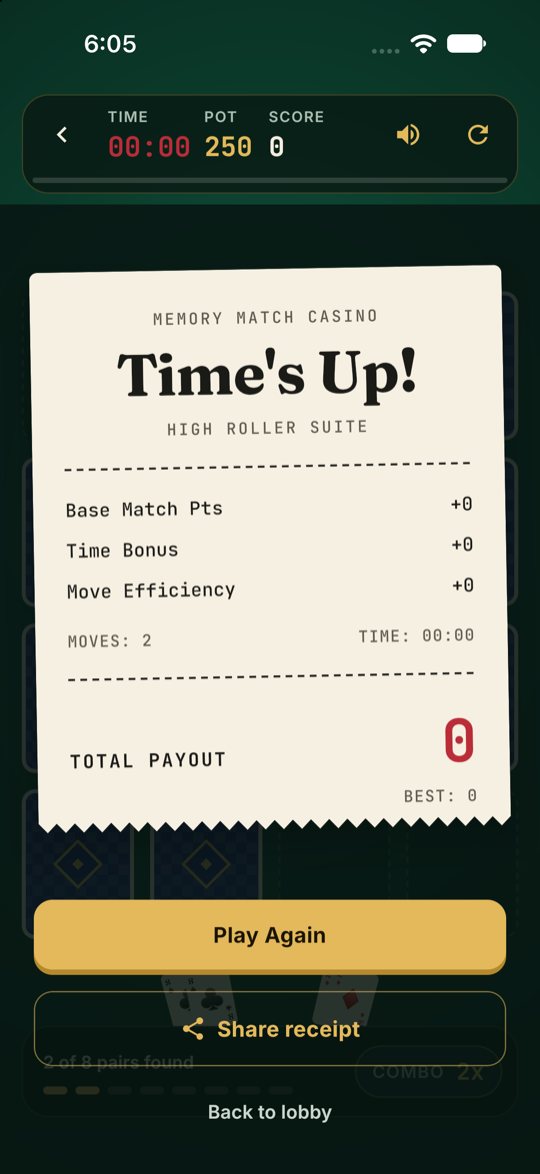 6:05
TIME POT SCORE
00:00 250 0
MEMORY MATCH CASINO
Time's Up!
HIGH ROLLER SUITE
Base Match Pts +0
Time Bonus +0
Move Efficiency +0
MOVES: 2 TIME: 00:00
TOTAL PAYOUT 0
BEST: 0
Play Again
Share receipt
2 of 8 pairs found
COMBO 2x
Back to lobby